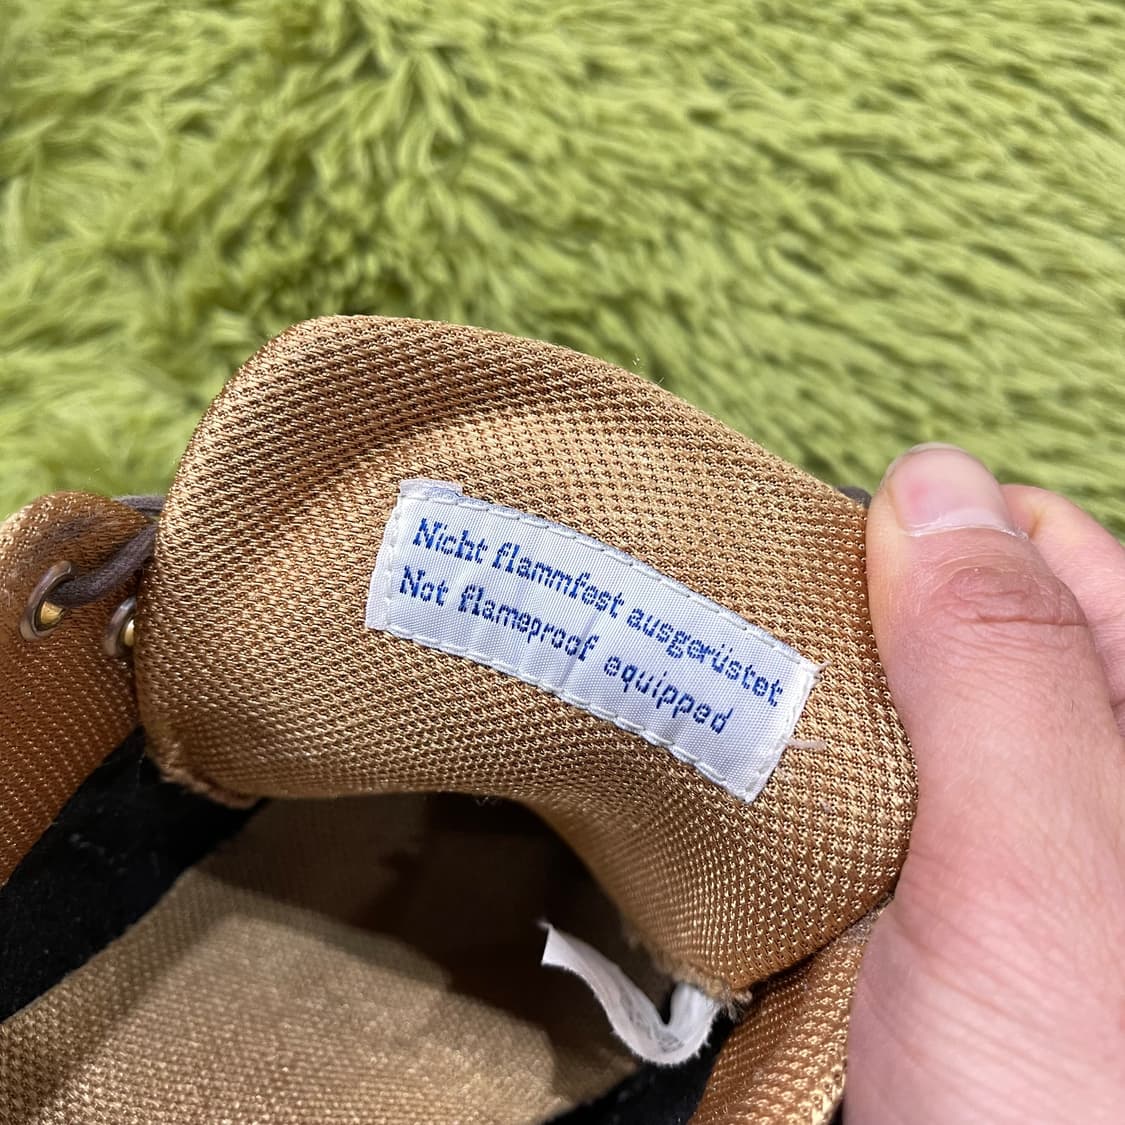 Nicht flammfest ausgerüstet
Not flameproof equipped